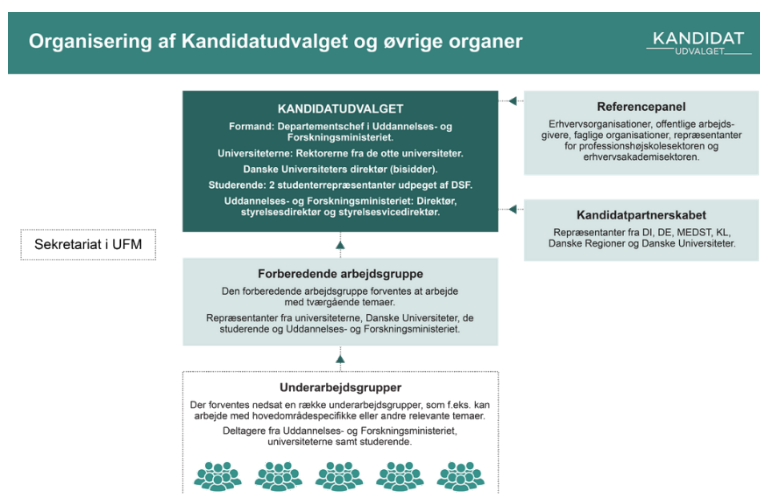 Organisering af Kandidatudvalget og øvrige organer
KANDIDAT
UDVALGET
KANDIDATUDVALGET
Formand: Departementschef i Uddannelses- og
Forskningsministeriet.
Universiteterne: Rektorerne fra de otte universiteter.
Danske Universiteters direktør (bisidder).
Studerende: 2 studenterrepræsentanter udpeget af DSF.
Uddannelses- og Forskningsministeriet: Direktør,
styrelsesdirektør og styrelsesvicedirektør.
Referencepanel
Erhvervsorganisationer, offentlige arbejds-
givere, faglige organisationer, repræsentanter
for professionshøjskolesektoren og
erhvervsakademisektoren.
Kandidatpartnerskabet
Repræsentanter fra DI, DE, MEDST, KL,
Danske Regioner og Danske Universiteter.
Sekretariat i UFM
Forberedende arbejdsgruppe
Den forberedende arbejdsgruppe forventes at arbejde
med tværgående temaer.
Repræsentanter fra universiteterne, Danske Universiteter, de
studerende og Uddannelses- og Forskningsministeriet.
Underarbejdsgrupper
Der forventes nedsat en række underarbejdsgrupper, som f.eks. kan
arbejde med hovedområdespecifikke eller andre relevante temaer.
Deltagere fra Uddannelses- og Forskningsministeriet,
universiteterne samt studerende.